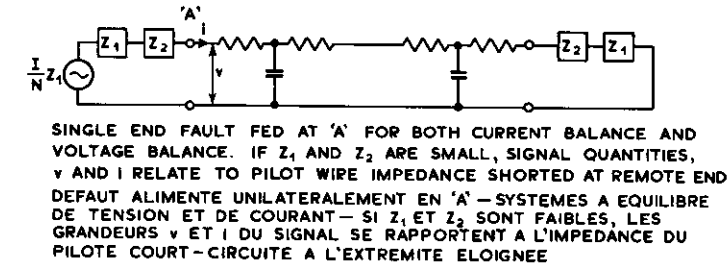 'A'
i
Z1 Z2 Z2 Z1
I/N Z1 v
SINGLE END FAULT FED AT 'A' FOR BOTH CURRENT BALANCE AND
VOLTAGE BALANCE. IF Z1 AND Z2 ARE SMALL, SIGNAL QUANTITIES,
v AND I RELATE TO PILOT WIRE IMPEDANCE SHORTED AT REMOTE END
DEFAUT ALIMENTE UNILATERALEMENT EN 'A' – SYSTEMES A EQUILIBRE
DE TENSION ET DE COURANT – SI Z1 ET Z2 SONT FAIBLES, LES
GRANDEURS v ET I DU SIGNAL SE RAPPORTENT A L'IMPEDANCE DU
PILOTE COURT-CIRCUITE A L'EXTREMITE ELOIGNEE